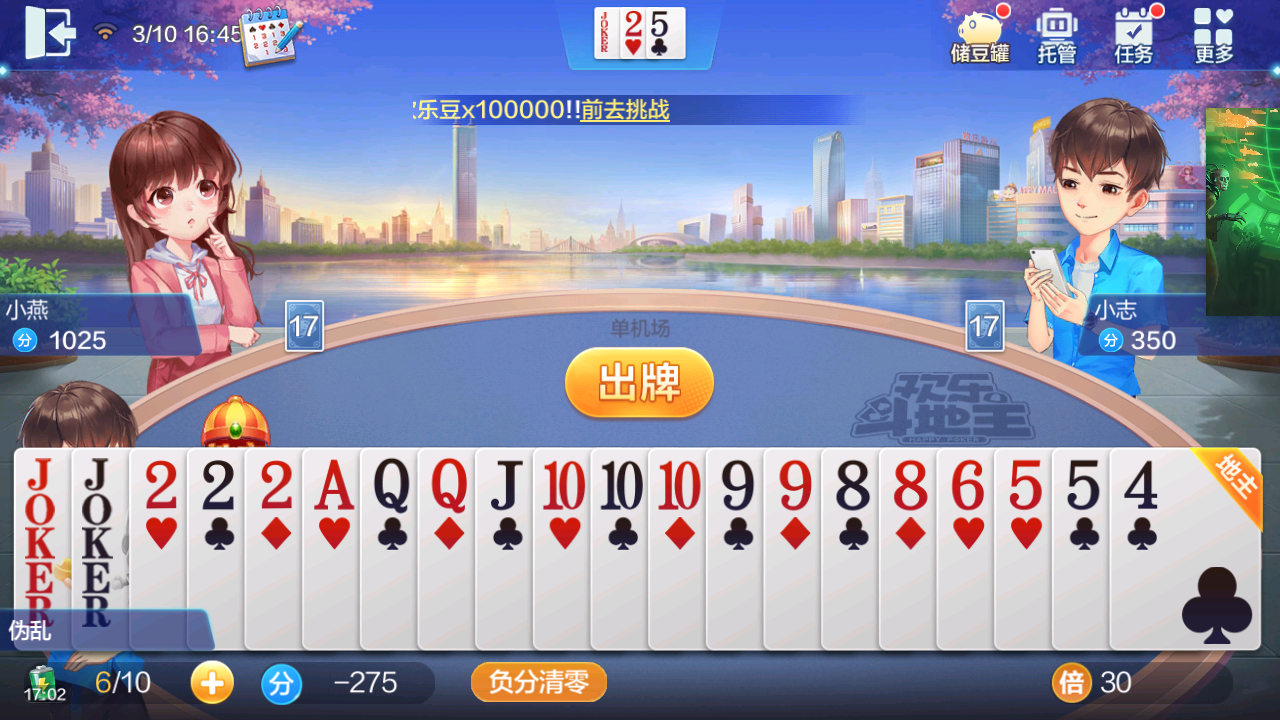 3/10 16:45
JOKER 2 5
储豆罐 托管 任务 更多
乐豆x100000!!前去挑战
小燕
分 1025
17
17
小志
分 350
单机场
出牌
欢乐
斗地主
HAPPY POKER
JOKER JOKER 2 2 2 A Q Q J 10 10 10 9 9 8 8 6 5 5 4
地主
伪乱
17:02
6/10
分 -275
负分清零
倍 30